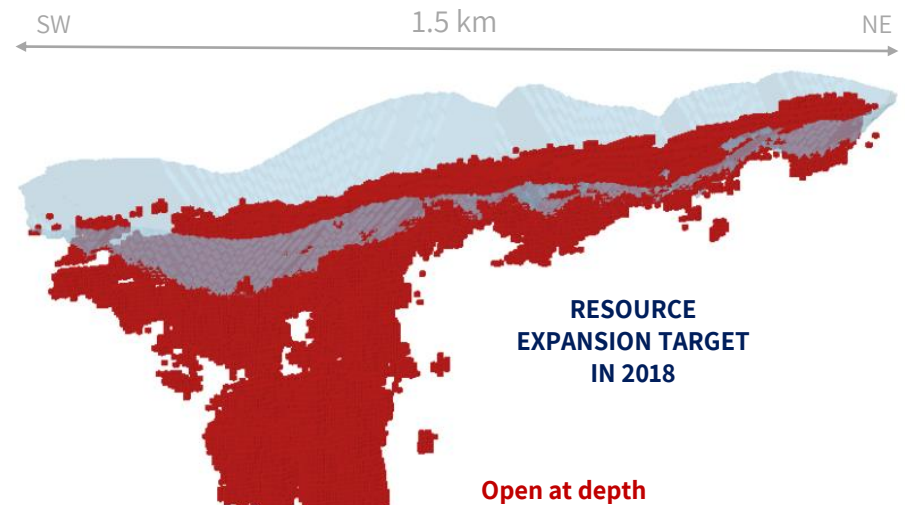 SW
1.5 km
NE
RESOURCE
EXPANSION TARGET
IN 2018
Open at depth